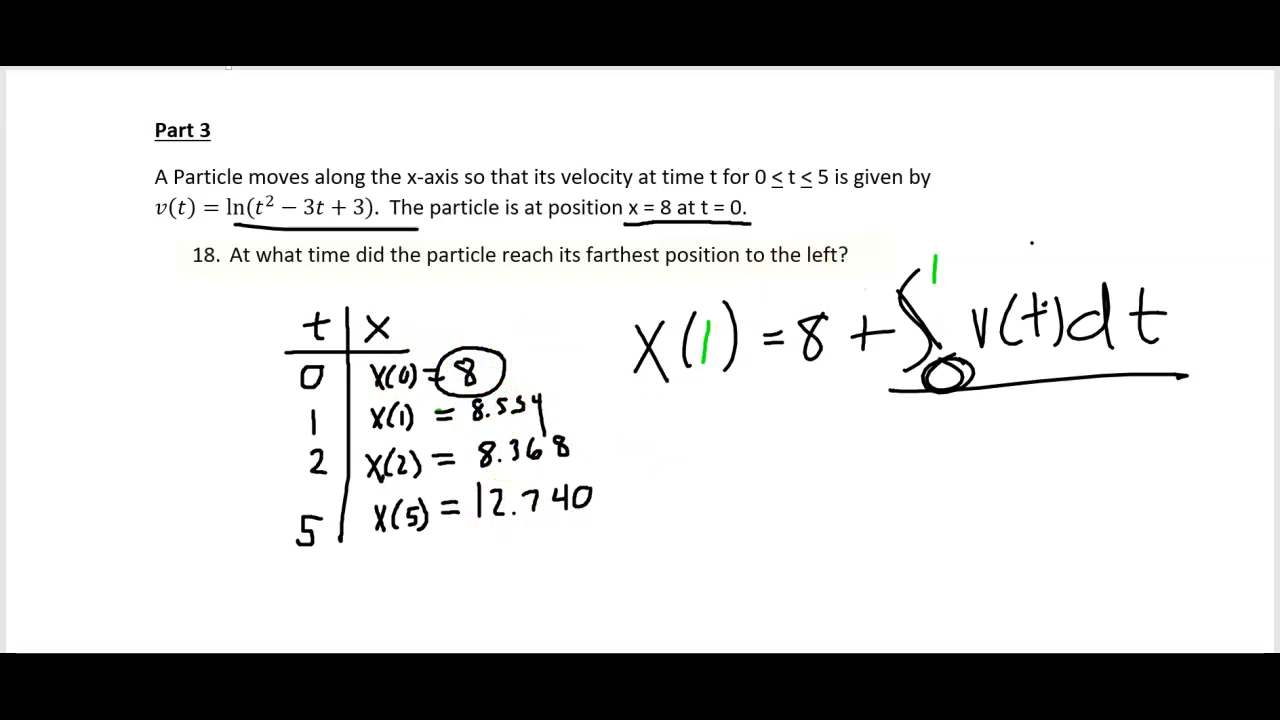 Part 3
A Particle moves along the x-axis so that its velocity at time t for 0 ≤ t ≤ 5 is given by
v(t) = ln(t² − 3t + 3). The particle is at position x = 8 at t = 0.
18. At what time did the particle reach its farthest position to the left?
X(1) = 8 + ∫₀¹ v(t)dt
t | X
0 | X(0) = 8
1 | X(1) = 8.554
2 | X(2) = 8.368
5 | X(5) = 12.740